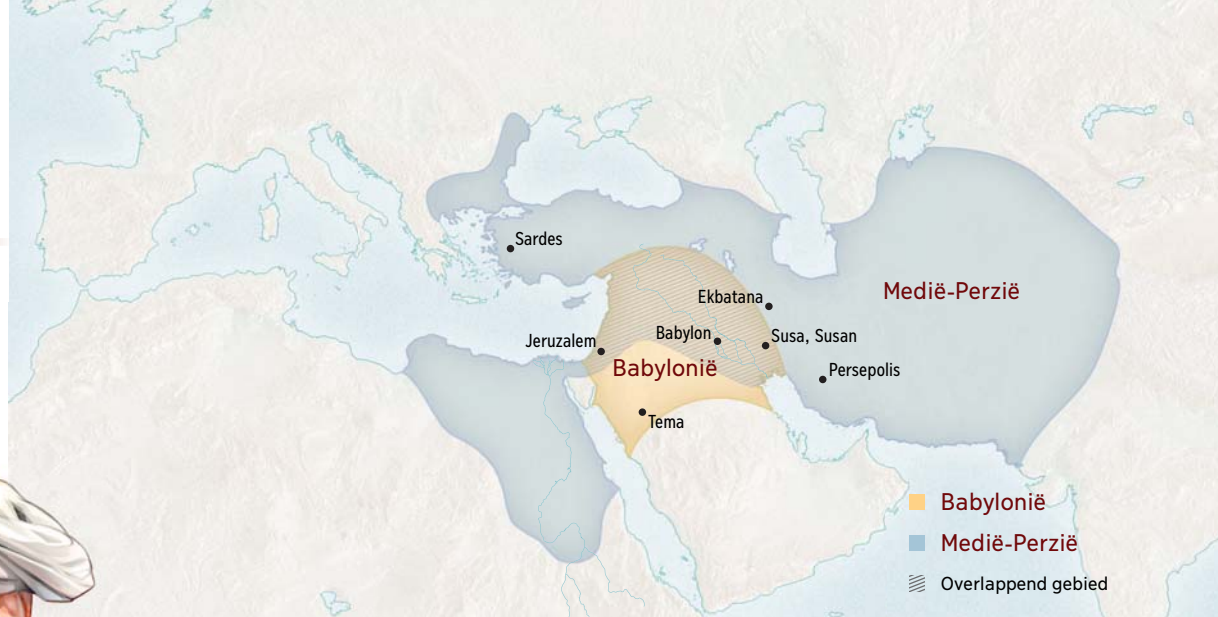 Sardes
Medië-Perzië
Ekbatana
Babylon
Susa, Susan
Jeruzalem
Babylonië
Persepolis
Tema
Babylonië
Medië-Perzië
Overlappend gebied